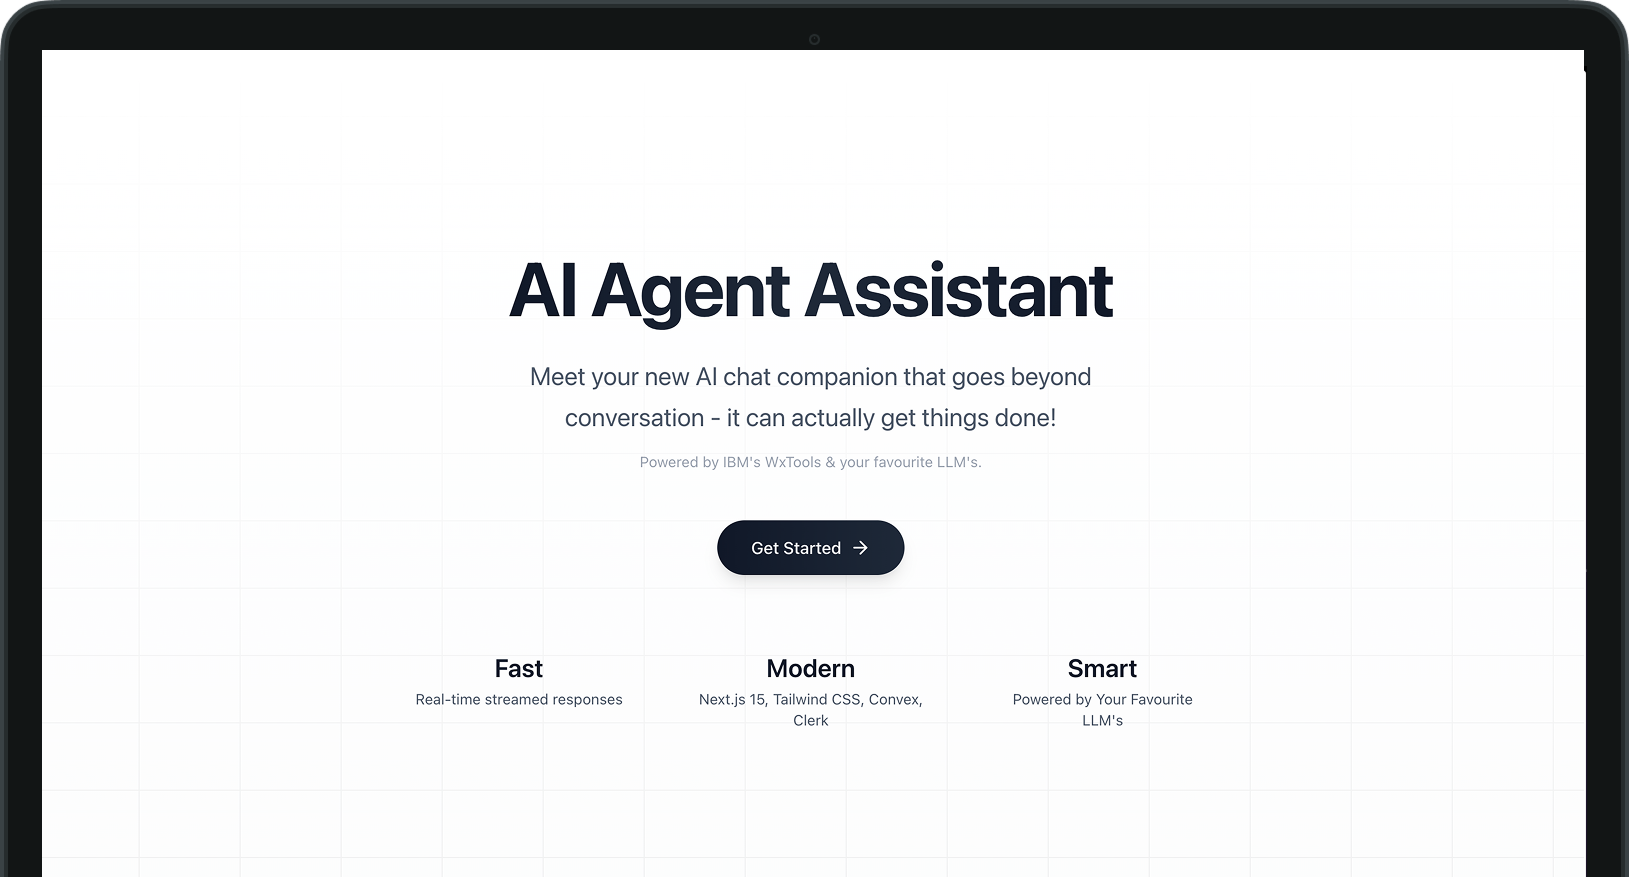 AI Agent Assistant
Meet your new AI chat companion that goes beyond
conversation - it can actually get things done!
Powered by IBM's WxTools & your favourite LLM's.
Get Started
Fast
Real-time streamed responses
Modern
Next.js 15, Tailwind CSS, Convex,
Clerk
Smart
Powered by Your Favourite
LLM's